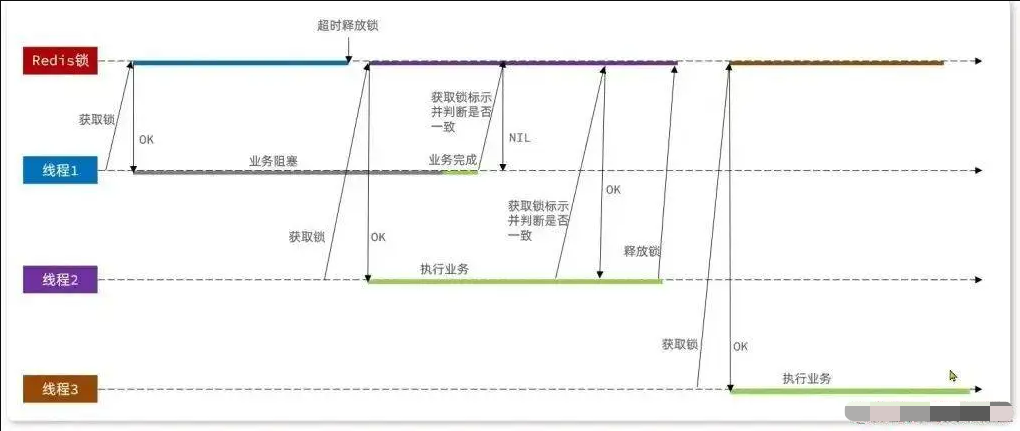 超时释放锁
Redis锁
获取锁
OK
获取锁标示
并判断是否
一致
NIL
线程1
业务阻塞
业务完成
获取锁标示
并判断是否
一致
OK
获取锁
OK
释放锁
线程2
执行业务
获取锁
OK
线程3
执行业务